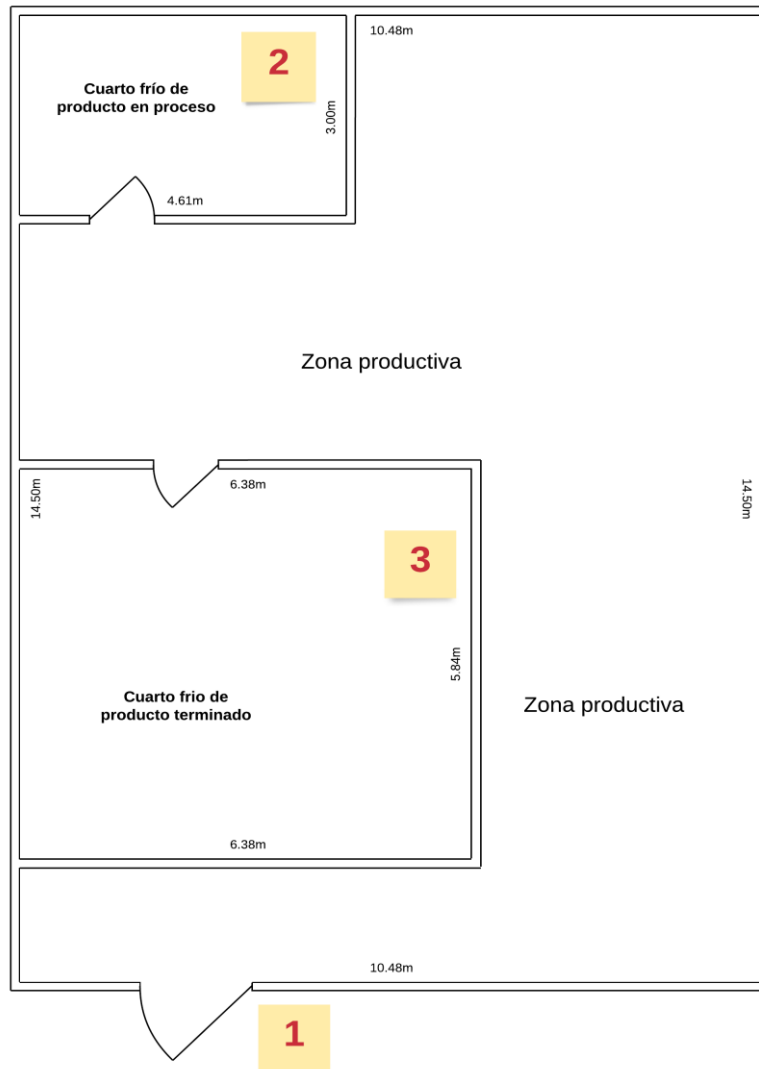 10.48m
2
Cuarto frío de
producto en proceso
3.00m
4.61m
Zona productiva
6.38m
14.50m
14.50m
3
5.84m
Cuarto frio de
producto terminado
Zona productiva
6.38m
10.48m
1